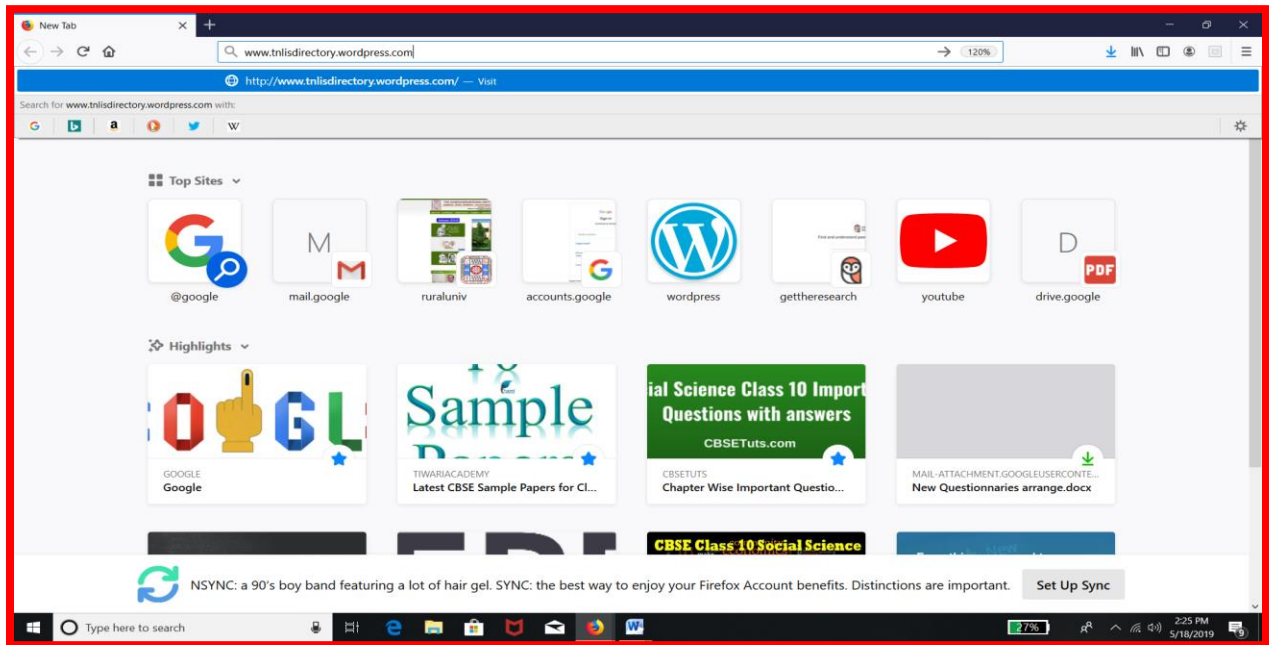 New Tab
www.tnlisdirectory.wordpress.com
120%
http://www.tnlisdirectory.wordpress.com/ — Visit
Search for www.tnlisdirectory.wordpress.com with:
Top Sites
M
D
PDF
@google
mail.google
ruraluniv
accounts.google
wordpress
gettheresearch
youtube
drive.google
Highlights
Sample
Papers
ial Science Class 10 Import
Questions with answers
CBSETuts.com
GOOGLE
Google
TIWARIACADEMY
Latest CBSE Sample Papers for Cl...
CBSETUTS
Chapter Wise Important Questio...
MAIL-ATTACHMENT.GOOGLEUSERCONTE...
New Questionnaries arrange.docx
CBSE Class 10 Social Science
NSYNC: a 90's boy band featuring a lot of hair gel. SYNC: the best way to enjoy your Firefox Account benefits. Distinctions are important.
Set Up Sync
Type here to search
27%
2:25 PM
5/18/2019